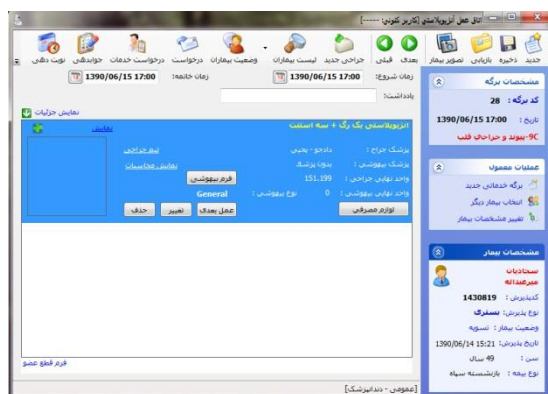 اتاق عمل آنژیوپلاستی [کاربر کنونی: -----]
جدید ذخیره بازیابی تصویر بیمار
بعدی قبلی جراحی جدید لیست بیماران وضعیت بیماران درخواست درخواست خدمات جوابدهی نوبت دهی
زمان شروع: 1390/06/15 17:00 زمان خاتمه: 1390/06/15 17:00
یادداشت:
نمایش جزئیات
آنژیوپلاستی یک رگ + سه استنت
نمایش
پزشک جراح : دادجو - یحیی
تیم جراحی
پزشک بیهوشی : بدون پزشک
نمایش محاسبات
واحد نهایی جراحی : 151.199
فرم بیهوشی
واحد نهایی بیهوشی : 0 نوع بیهوشی : General
لوازم مصرفی
عمل بعدی تغییر حذف
فرم قطع عضو
[عمومی - دندانپزشک]
مشخصات برگه
کد برگه : 28
تاریخ : 1390/06/15 17:00
9C-پیوند و جراحی قلب
عملیات معمول
برگه خدماتی جدید
انتخاب بیمار دیگر
تغییر مشخصات بیمار
مشخصات بیمار
سجادیان
میرعبداله
کدپذیرش : 1430819
نوع پذیرش: بستری
وضعیت بیمار : تسویه
تاریخ پذیرش: 1390/06/14 15:21
سن : 49 سال
نوع بیمه : بازنشسته سپاه